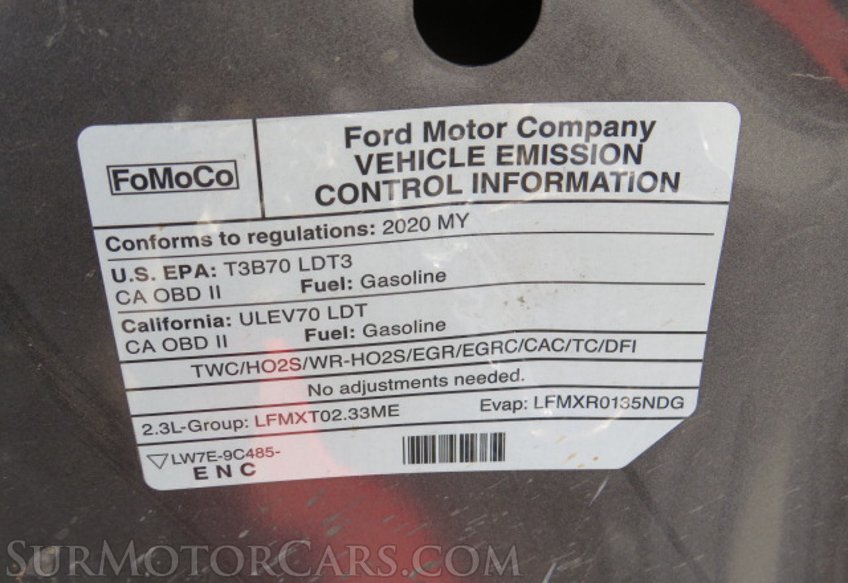 FoMoCo
Ford Motor Company
VEHICLE EMISSION
CONTROL INFORMATION
Conforms to regulations: 2020 MY
U.S. EPA: T3B70 LDT3
CA OBD II Fuel: Gasoline
California: ULEV70 LDT
CA OBD II Fuel: Gasoline
TWC/HO2S/WR-HO2S/EGR/EGRC/CAC/TC/DFI
No adjustments needed.
2.3L-Group: LFMXT02.33ME Evap: LFMXR0135NDG
LW7E-9C485-
ENC
SurMotorCars.com